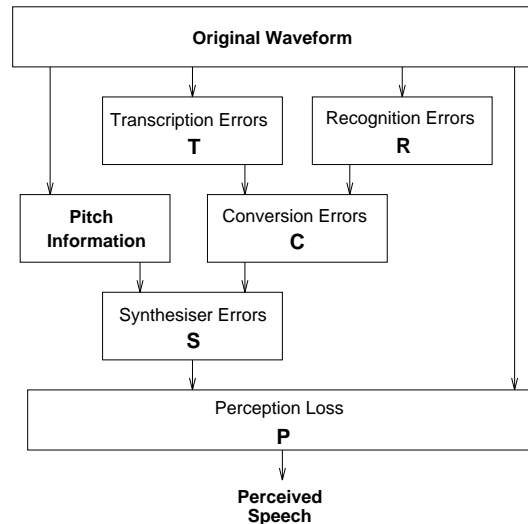 Original Waveform
Transcription Errors
T
Recognition Errors
R
Pitch
Information
Conversion Errors
C
Synthesiser Errors
S
Perception Loss
P
Perceived
Speech